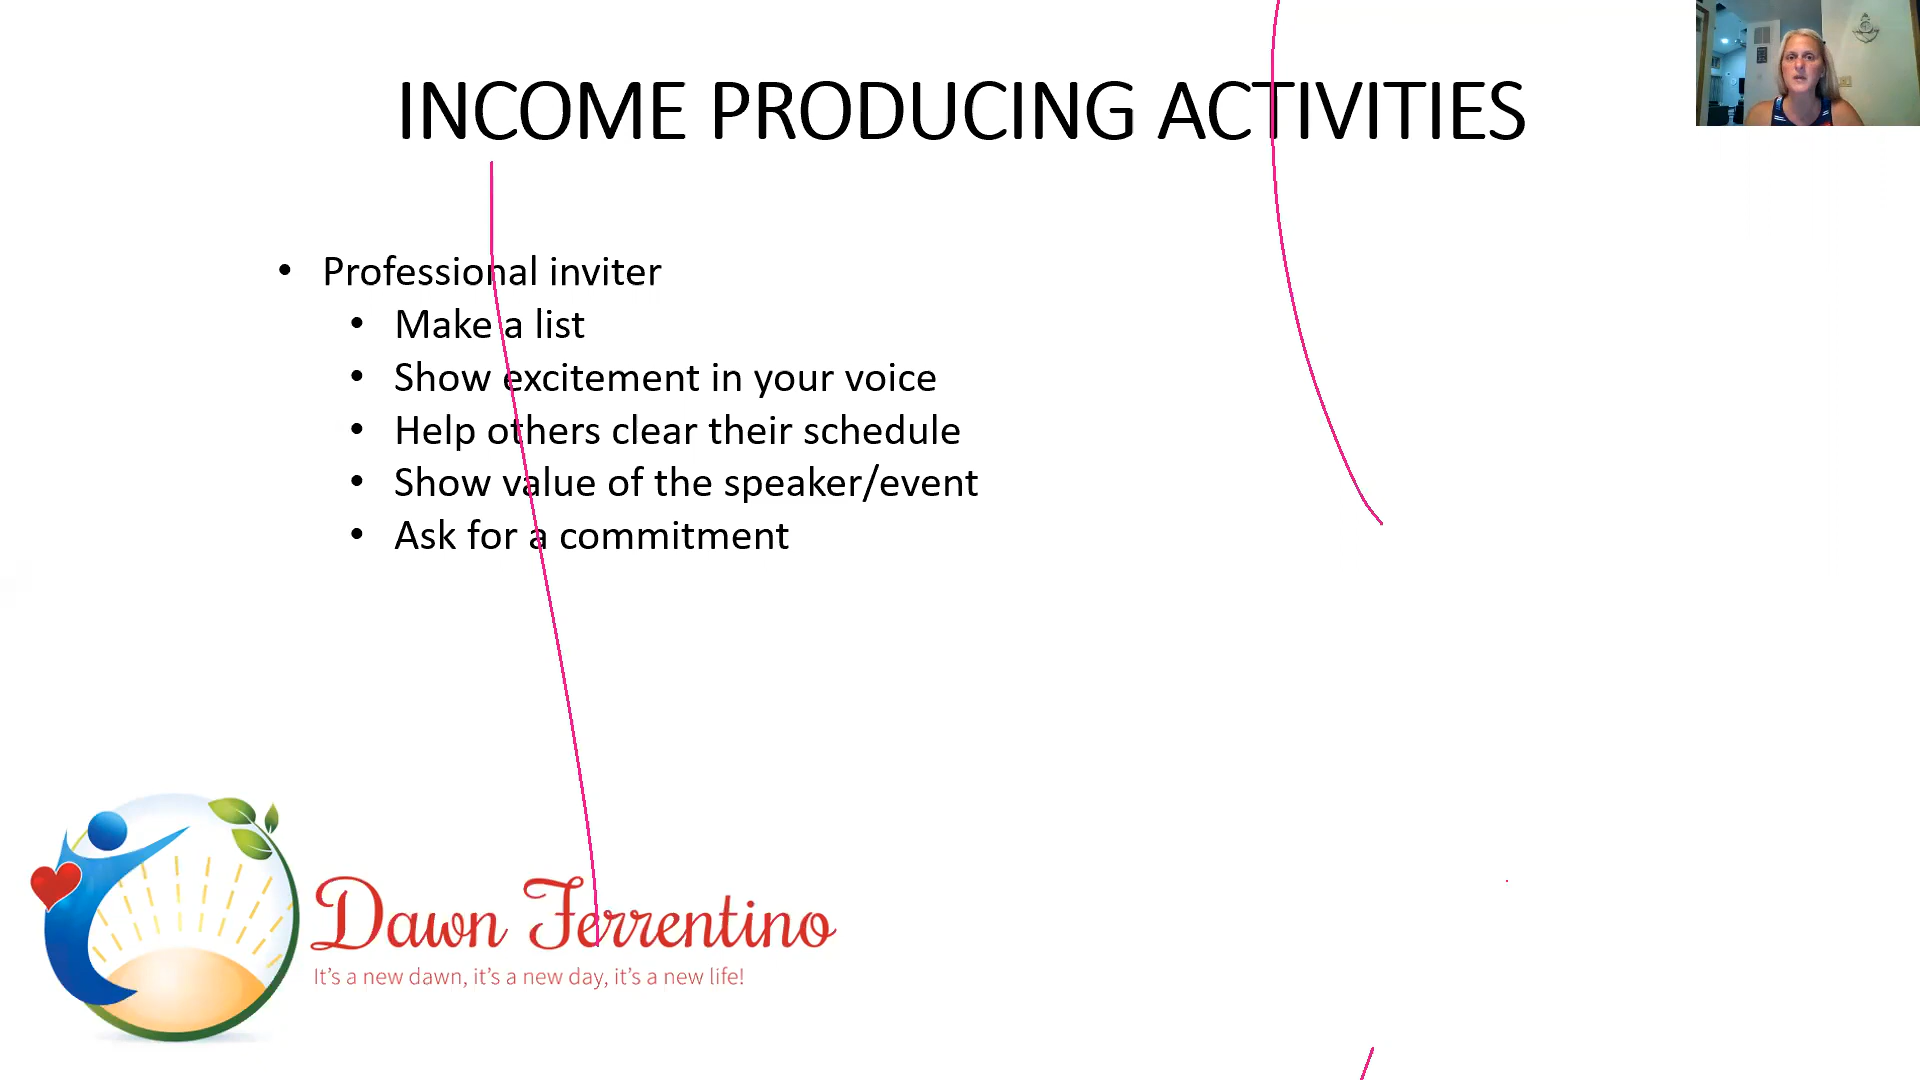 INCOME PRODUCING ACTIVITIES
• Professional inviter
• Make a list
• Show excitement in your voice
• Help others clear their schedule
• Show value of the speaker/event
• Ask for a commitment
Dawn Ferrentino
It's a new dawn, it's a new day, it's a new life!